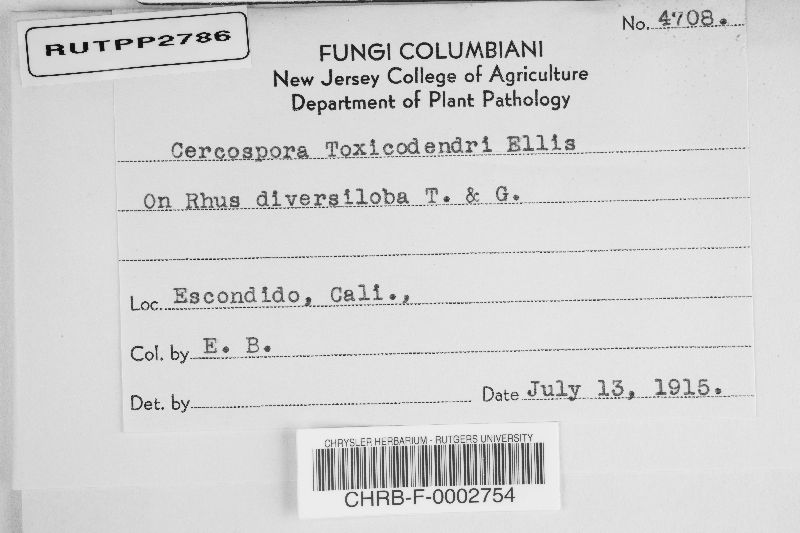 RUTPP2786
No. 4708.
FUNGI COLUMBIANI
New Jersey College of Agriculture
Department of Plant Pathology
Cercospora Toxicodendri Ellis
On Rhus diversiloba T. & G.
Loc. Escondido, Cali.,
Col. by E. B.
Det. by
Date July 13, 1915.
CHRYSLER HERBARIUM - RUTGERS UNIVERSITY
CHRB-F-0002754